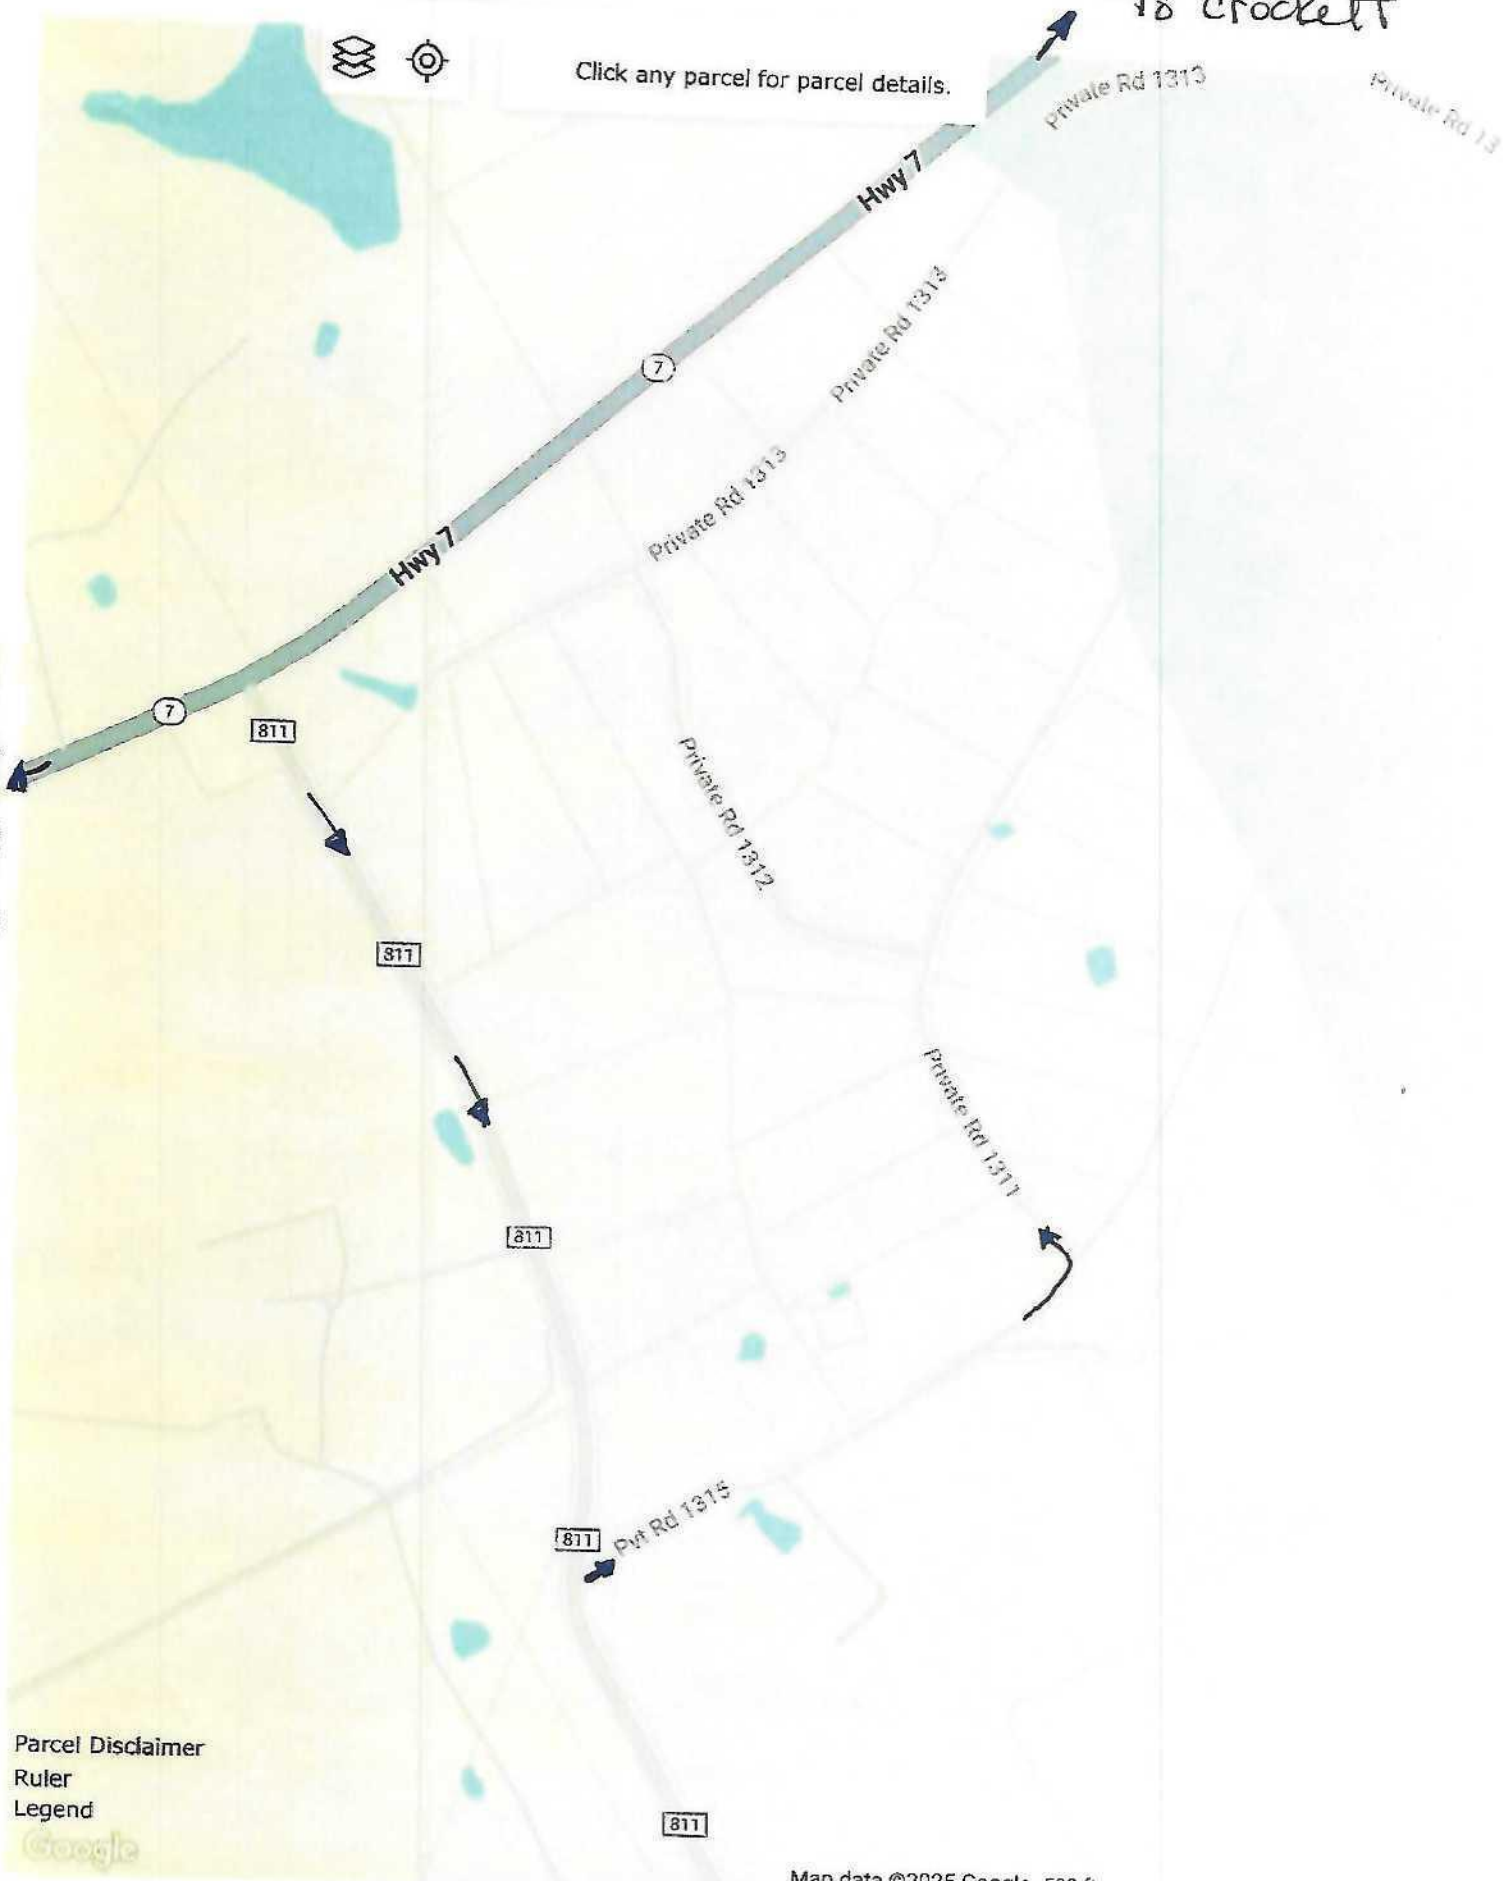 to Crockett
Click any parcel for parcel details.
Private Rd 1313
Private Rd 13
Hwy 7
Private Rd 1313
7
Private Rd 1313
Hwy 7
7
811
Private Rd 1312
811
Private Rd 1311
811
Pvt Rd 1315
811
Parcel Disclaimer
Ruler
Legend
Google
811
Map data ©2025 Google